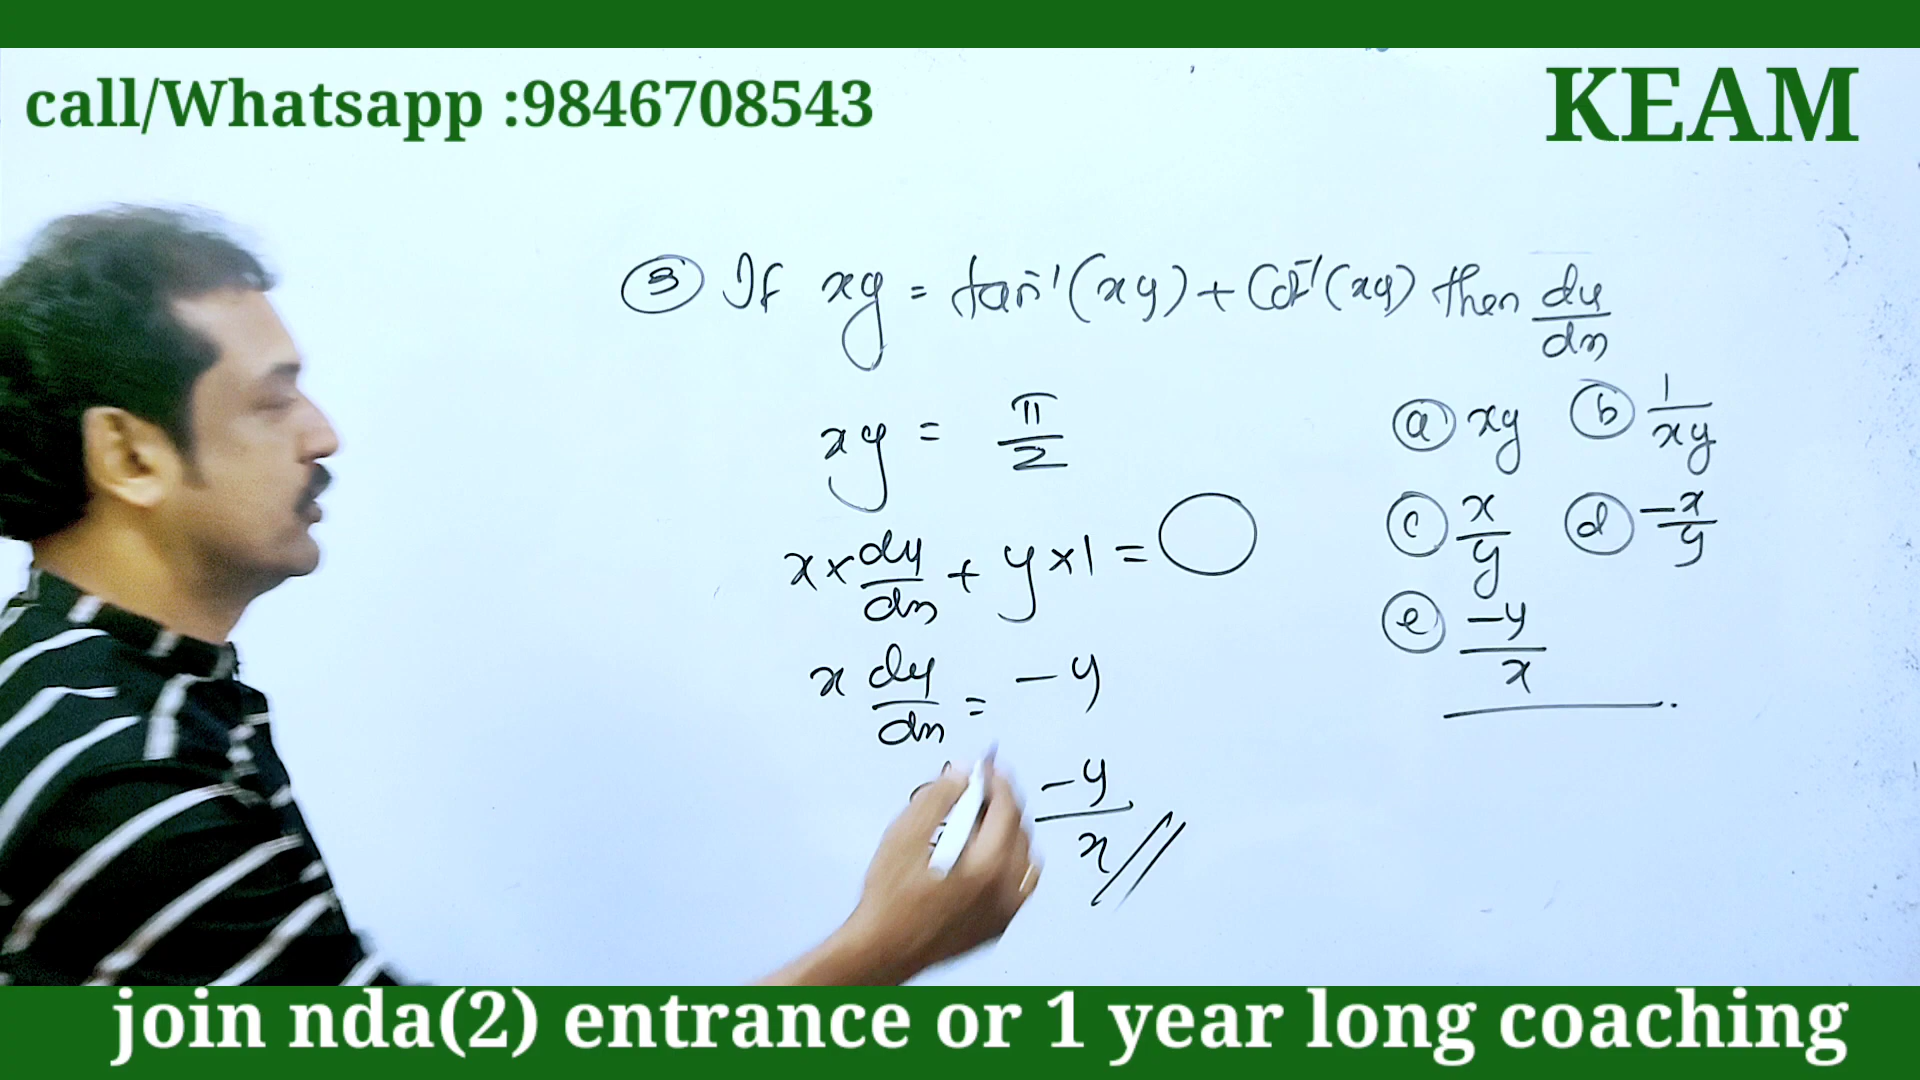 call/Whatsapp :9846708543
KEAM
③ If xy = tan⁻¹(xy) + Cot⁻¹(xy) then dy/dx
xy = π/2
x × dy/dx + y×1 = 0
x dy/dx = -y
-y/x
ⓐ xy ⓑ 1/xy
ⓒ x/y ⓓ -x/y
ⓔ -y/x
join nda(2) entrance or 1 year long coaching